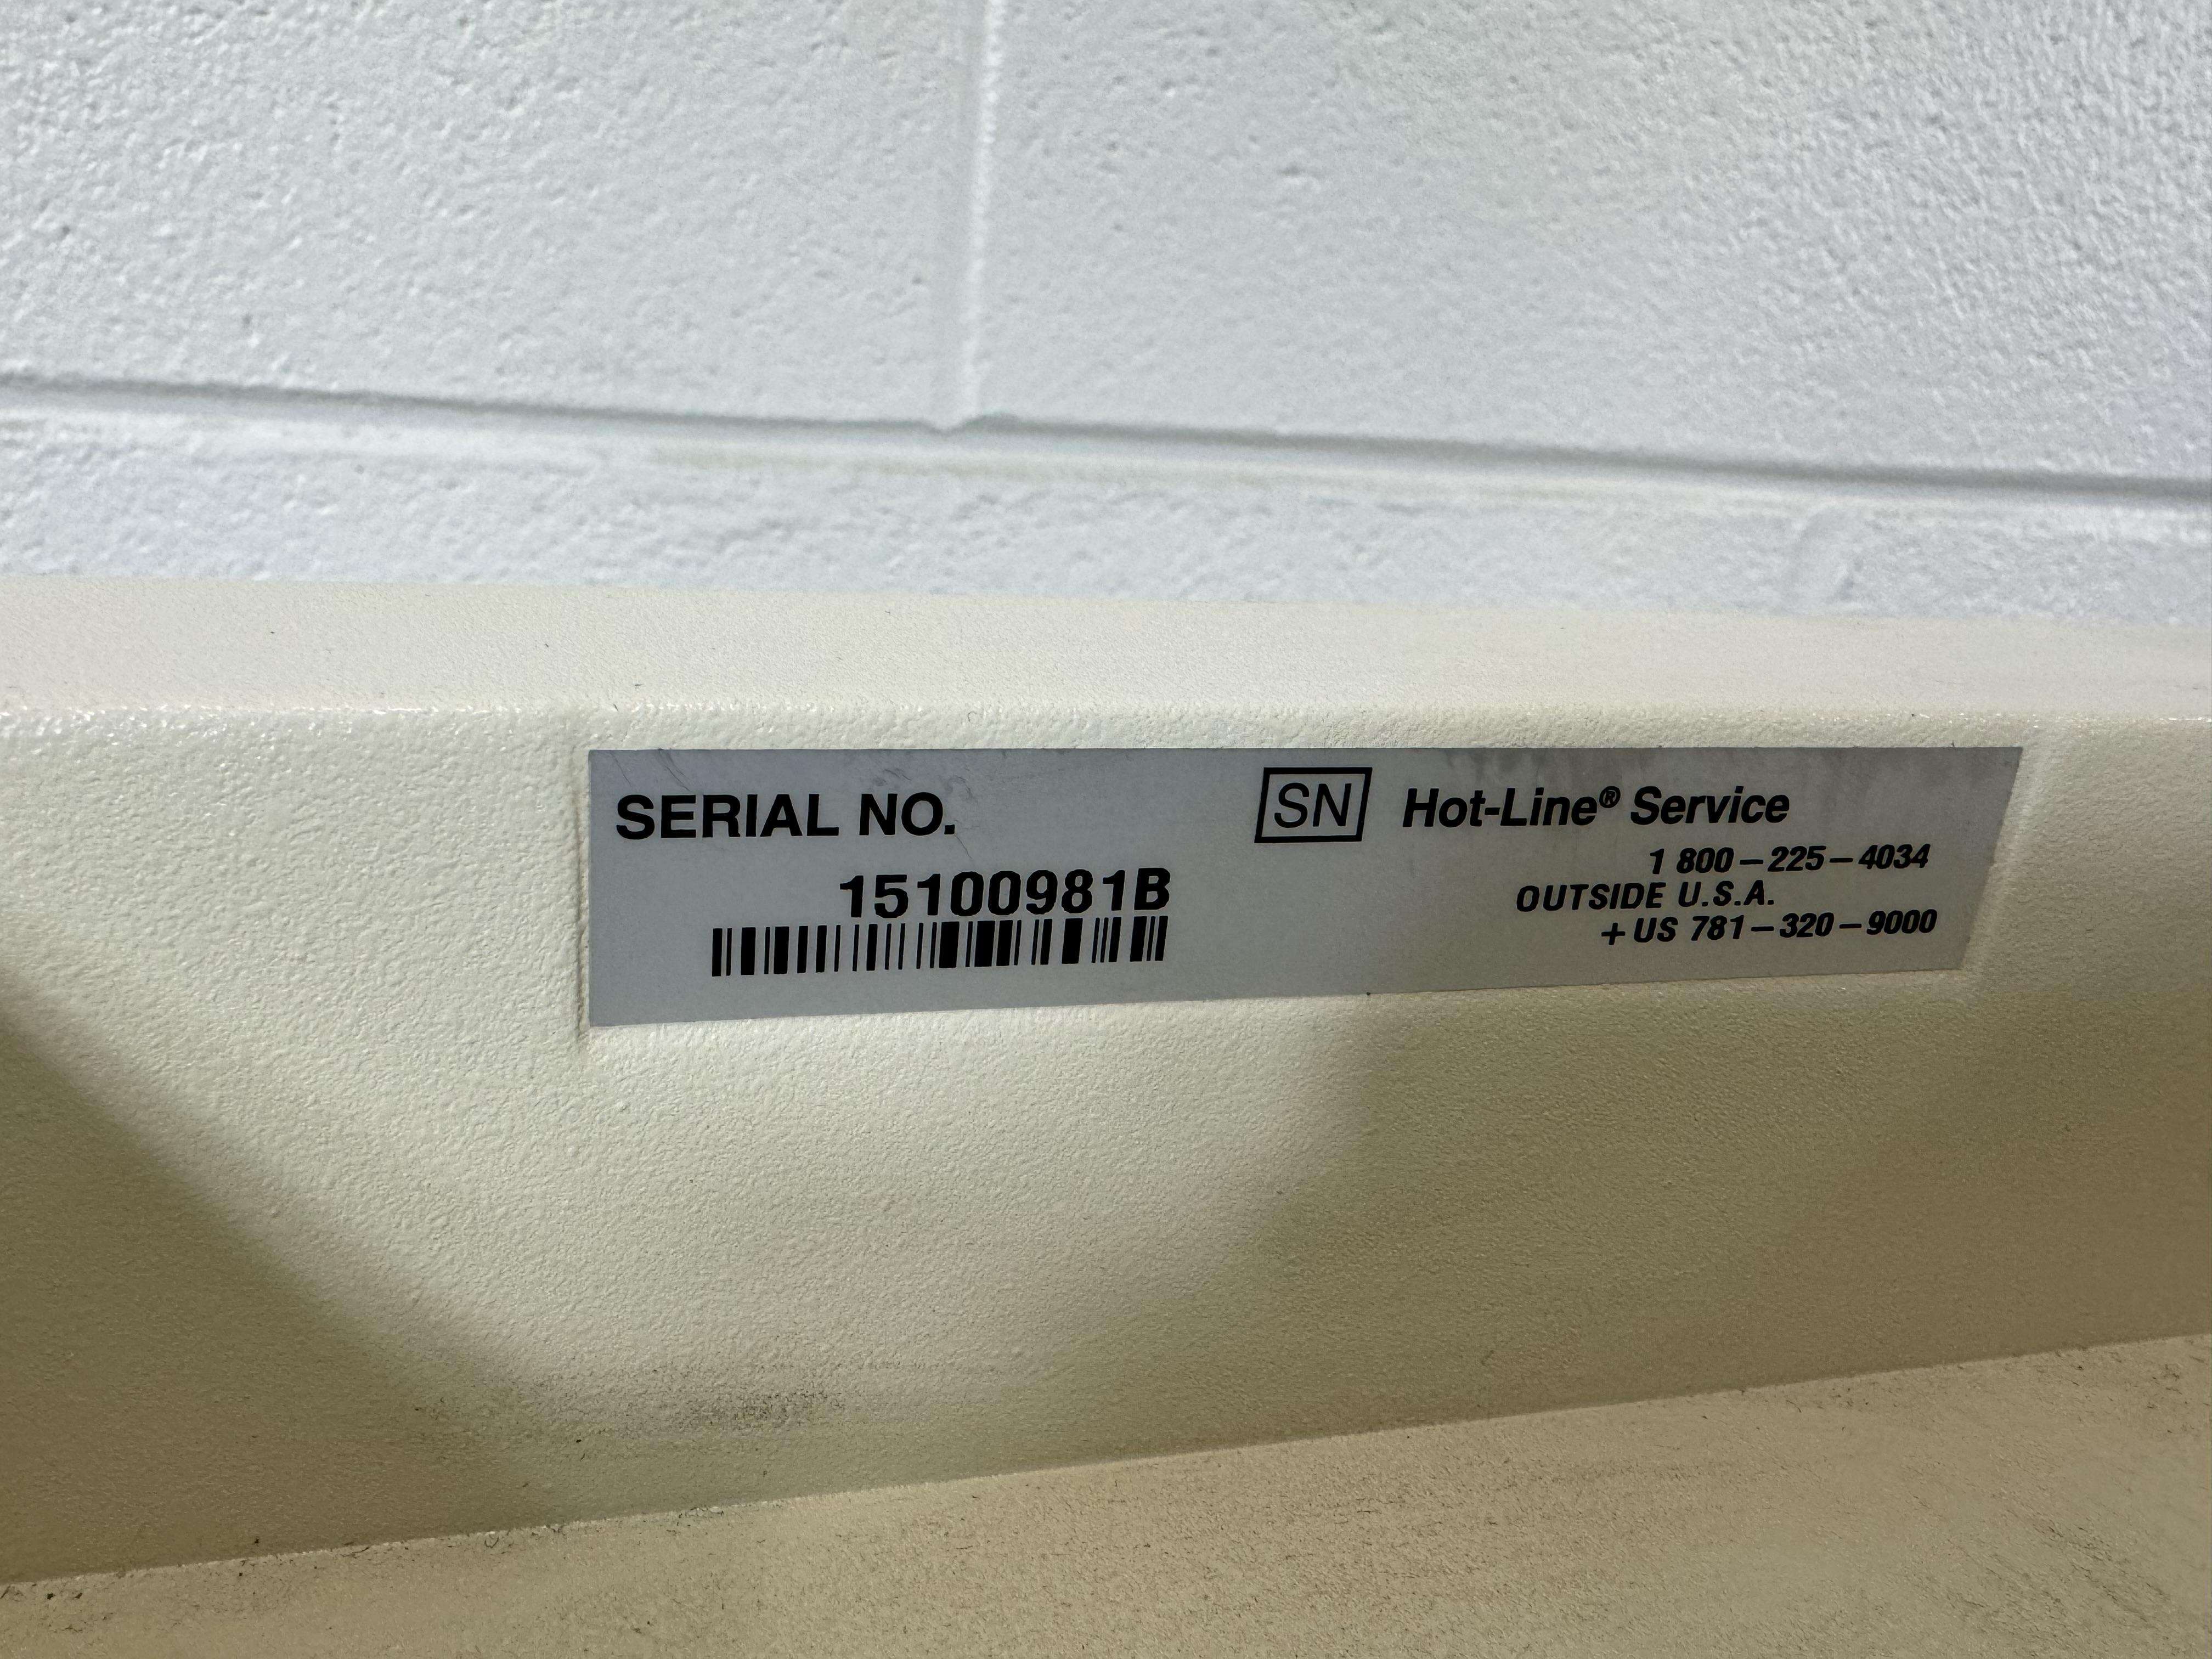 SERIAL NO.
15100981B
SN Hot-Line® Service
1 800-225-4034
OUTSIDE U.S.A.
+US 781-320-9000